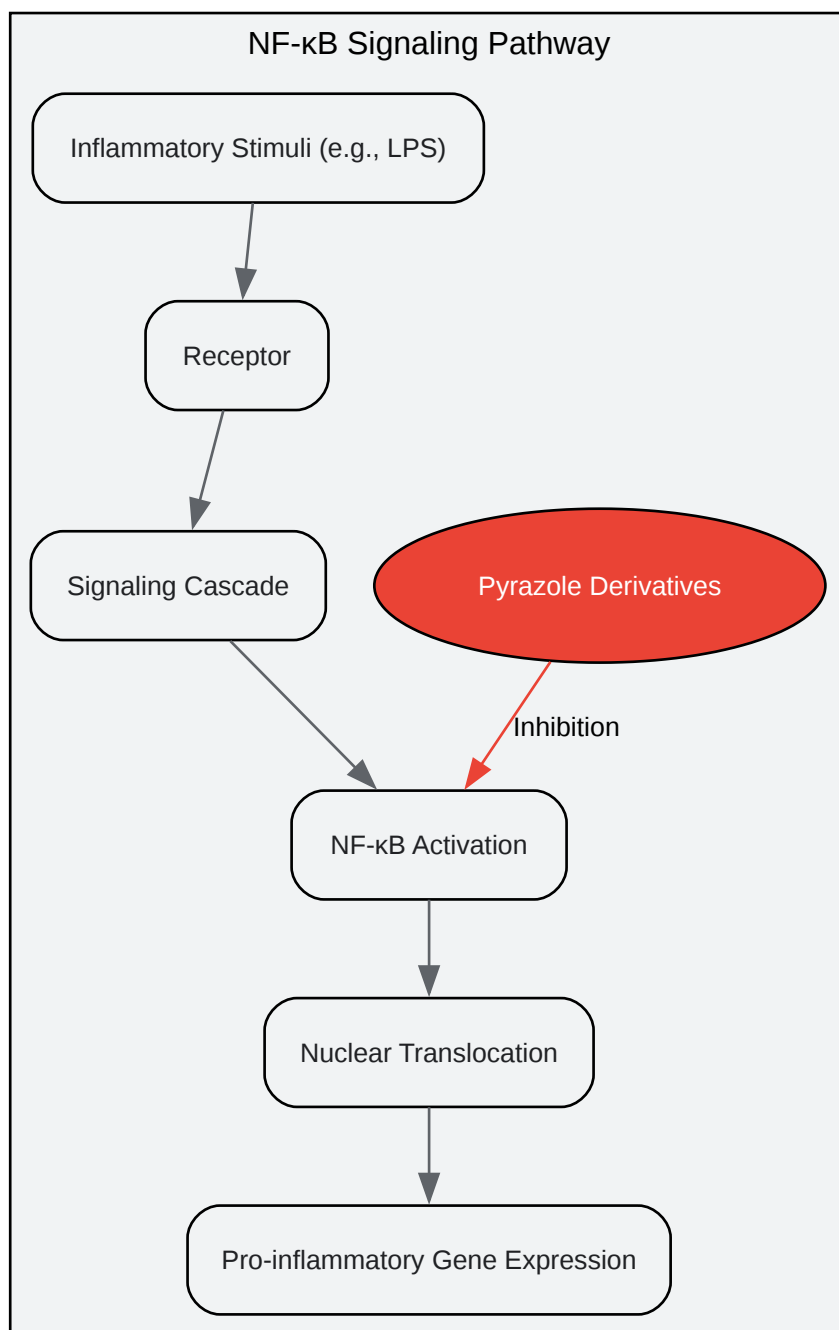 NF-κB Signaling Pathway
Inflammatory Stimuli (e.g., LPS)
Receptor
Signaling Cascade
Pyrazole Derivatives
Inhibition
NF-κB Activation
Nuclear Translocation
Pro-inflammatory Gene Expression